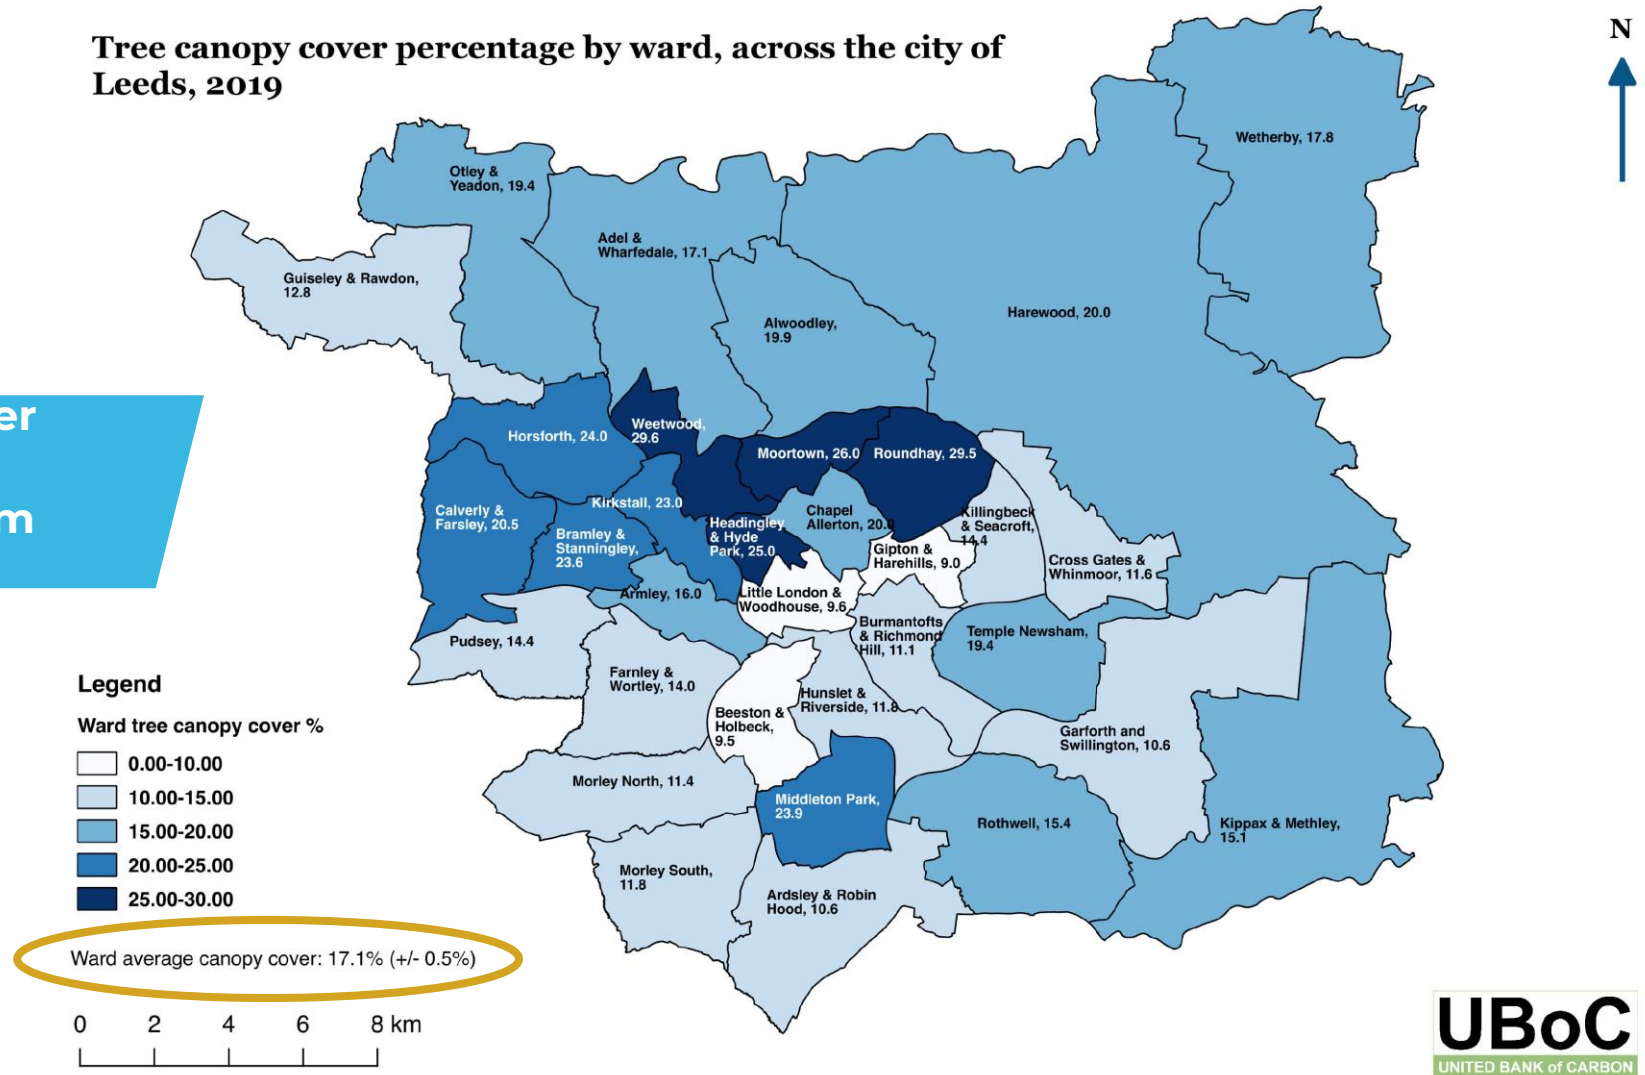 Tree canopy cover percentage by ward, across the city of
Leeds, 2019
N
Wetherby, 17.8
Otley &
Yeadon, 19.4
Adel &
Wharfedale, 17.1
Guiseley & Rawdon,
12.8
Harewood, 20.0
Alwoodley,
19.9
er
m
Horsforth, 24.0
Weetwood,
29.6
Moortown, 26.0
Roundhay, 29.5
Kirkstall, 23.0
Calverly &
Farsley, 20.5
Bramley &
Stanningley,
23.6
Headingley
& Hyde
Park, 25.0
Chapel
Allerton, 20.0
Killingbeck
& Seacroft,
14.4
Gipton &
Harehills, 9.0
Cross Gates &
Whinmoor, 11.6
Armley, 16.0
Little London &
Woodhouse, 9.6
Burmantofts
& Richmond
Hill, 11.1
Temple Newsham,
19.4
Pudsey, 14.4
Farnley &
Wortley, 14.0
Hunslet &
Riverside, 11.8
Beeston &
Holbeck,
9.5
Garforth and
Swillington, 10.6
Morley North, 11.4
Middleton Park,
23.9
Rothwell, 15.4
Kippax & Methley,
15.1
Morley South,
11.8
Ardsley & Robin
Hood, 10.6
Legend
Ward tree canopy cover %
0.00-10.00
10.00-15.00
15.00-20.00
20.00-25.00
25.00-30.00
Ward average canopy cover: 17.1% (+/- 0.5%)
0 2 4 6 8 km
UBoC
UNITED BANK of CARBON